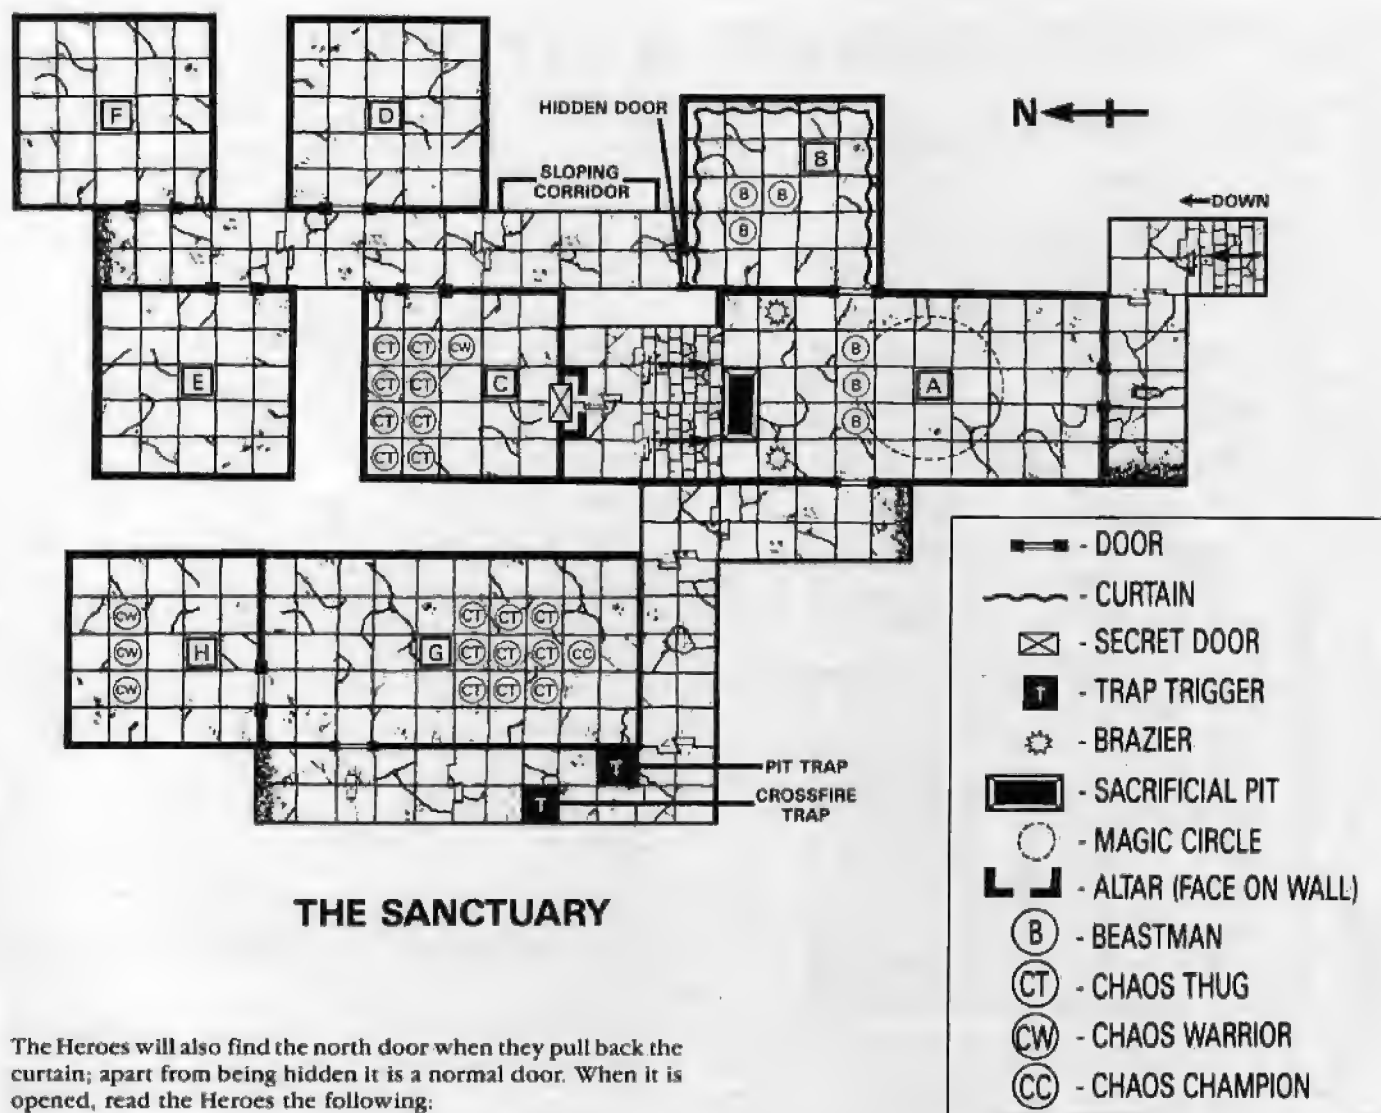 F
D
HIDDEN DOOR
N
B
SLOPING
CORRIDOR
B B
B
DOWN
E
CT CT CW
CT CT
CT CT
CT CT
C
B
B
B
A
H
CW
CW
CW
G
CT CT CT
CT CT CT CC
CT CT CT
T
PIT TRAP
T
CROSSFIRE
TRAP
THE SANCTUARY
- DOOR
- CURTAIN
- SECRET DOOR
T - TRAP TRIGGER
- BRAZIER
- SACRIFICIAL PIT
- MAGIC CIRCLE
- ALTAR (FACE ON WALL)
B - BEASTMAN
CT - CHAOS THUG
CW - CHAOS WARRIOR
CC - CHAOS CHAMPION
The Heroes will also find the north door when they pull back the
curtain; apart from being hidden it is a normal door. When it is
opened, read the Heroes the following: